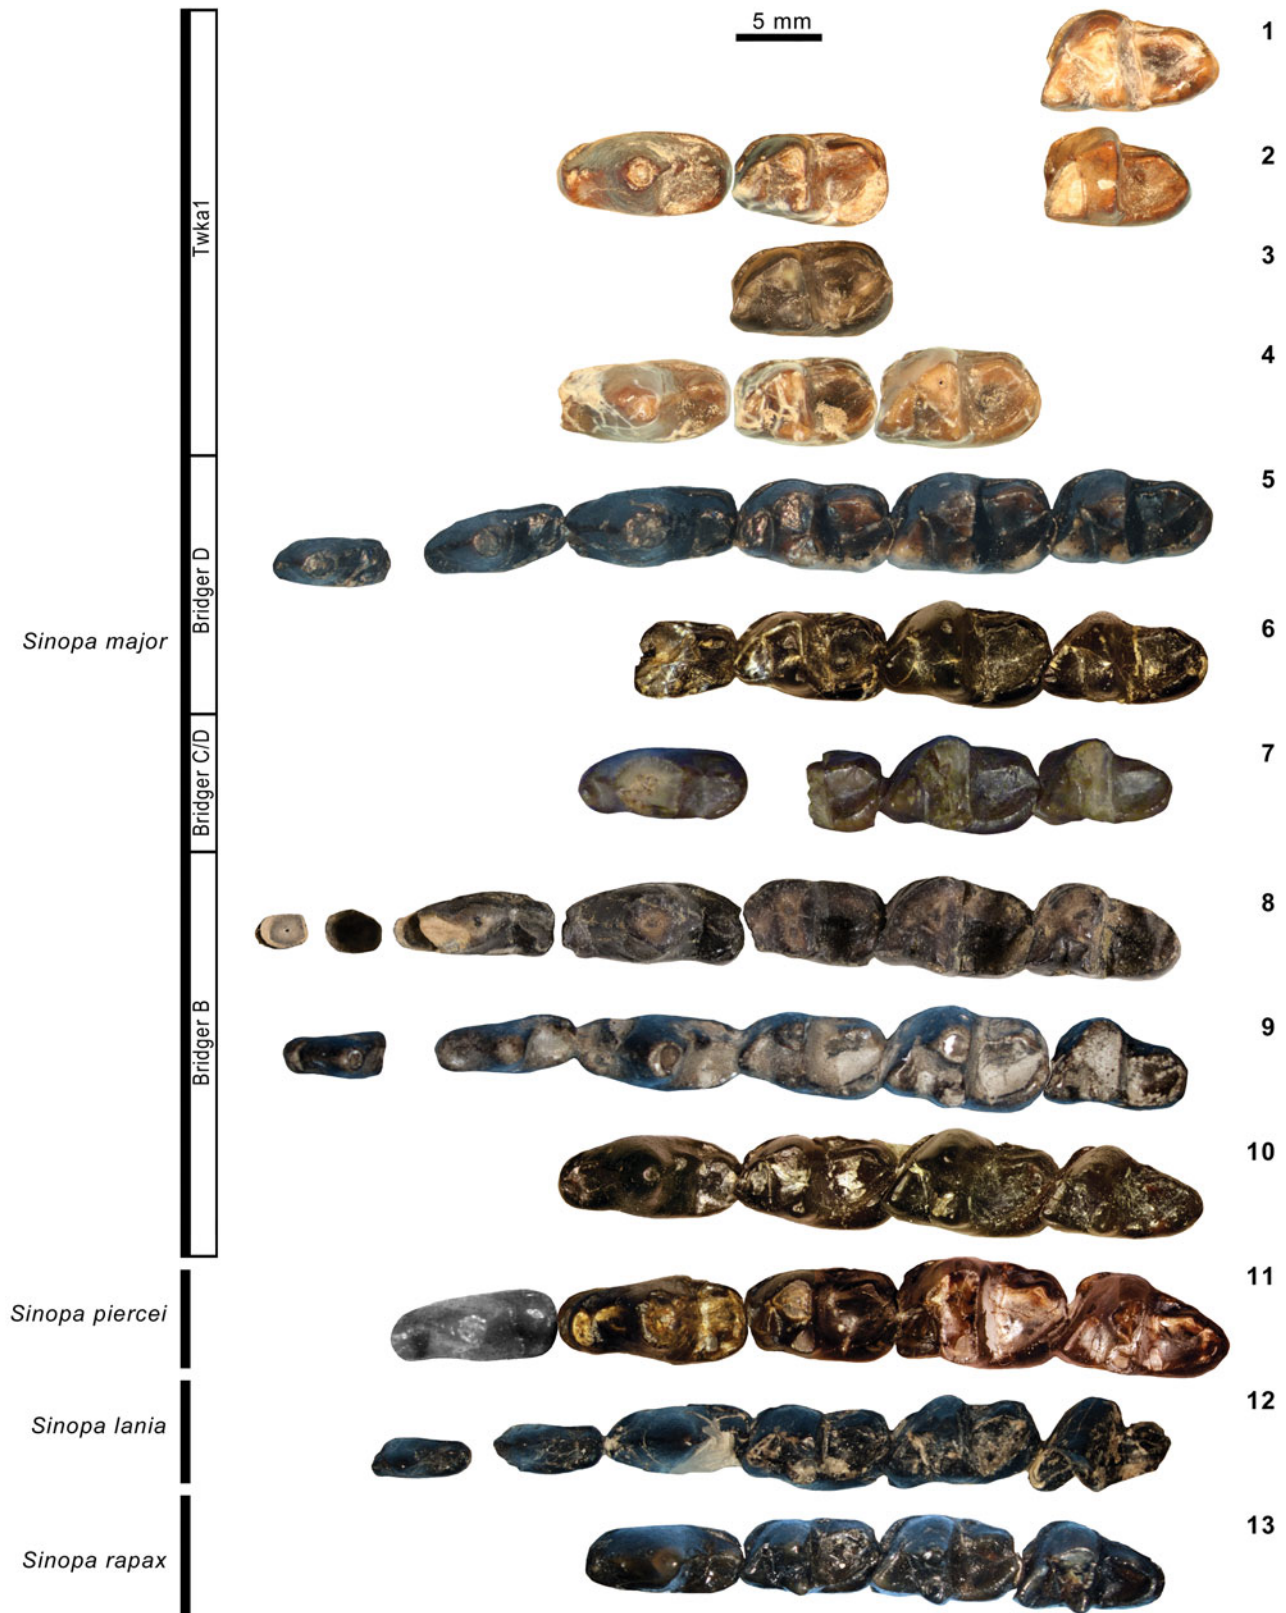 5 mm
1
Twka1
2
3
4
Bridger D
5
Sinopa major
6
Bridger C/D
7
Bridger B
8
9
10
Sinopa piercei
11
Sinopa lania
12
Sinopa rapax
13